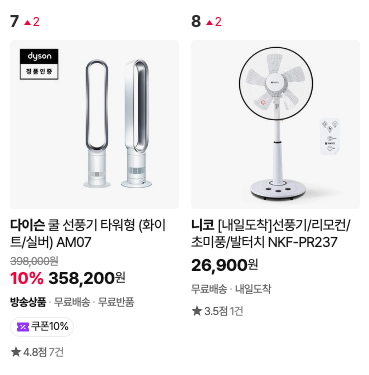 7 ▲2
dyson
정품인증
다이슨 쿨 선풍기 타워형 (화이
트/실버) AM07
398,000원
10% 358,200원
방송상품 · 무료배송 · 무료반품
쿠폰10%
★4.8점 7건
8 ▲2
니코 [내일도착]선풍기/리모컨/
초미풍/발터치 NKF-PR237
26,900원
무료배송 · 내일도착
★3.5점 1건